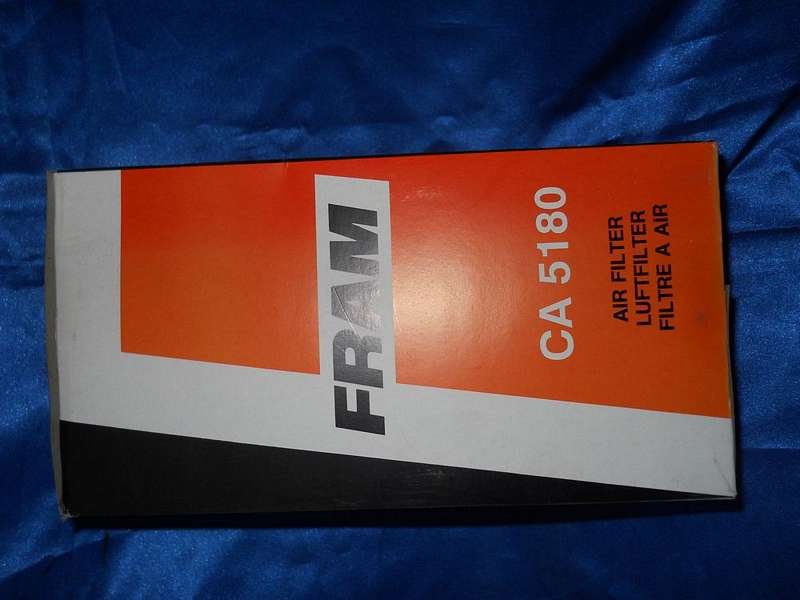 FRAM
CA 5180
AIR FILTER
LUFTFILTER
FILTRE A AIR